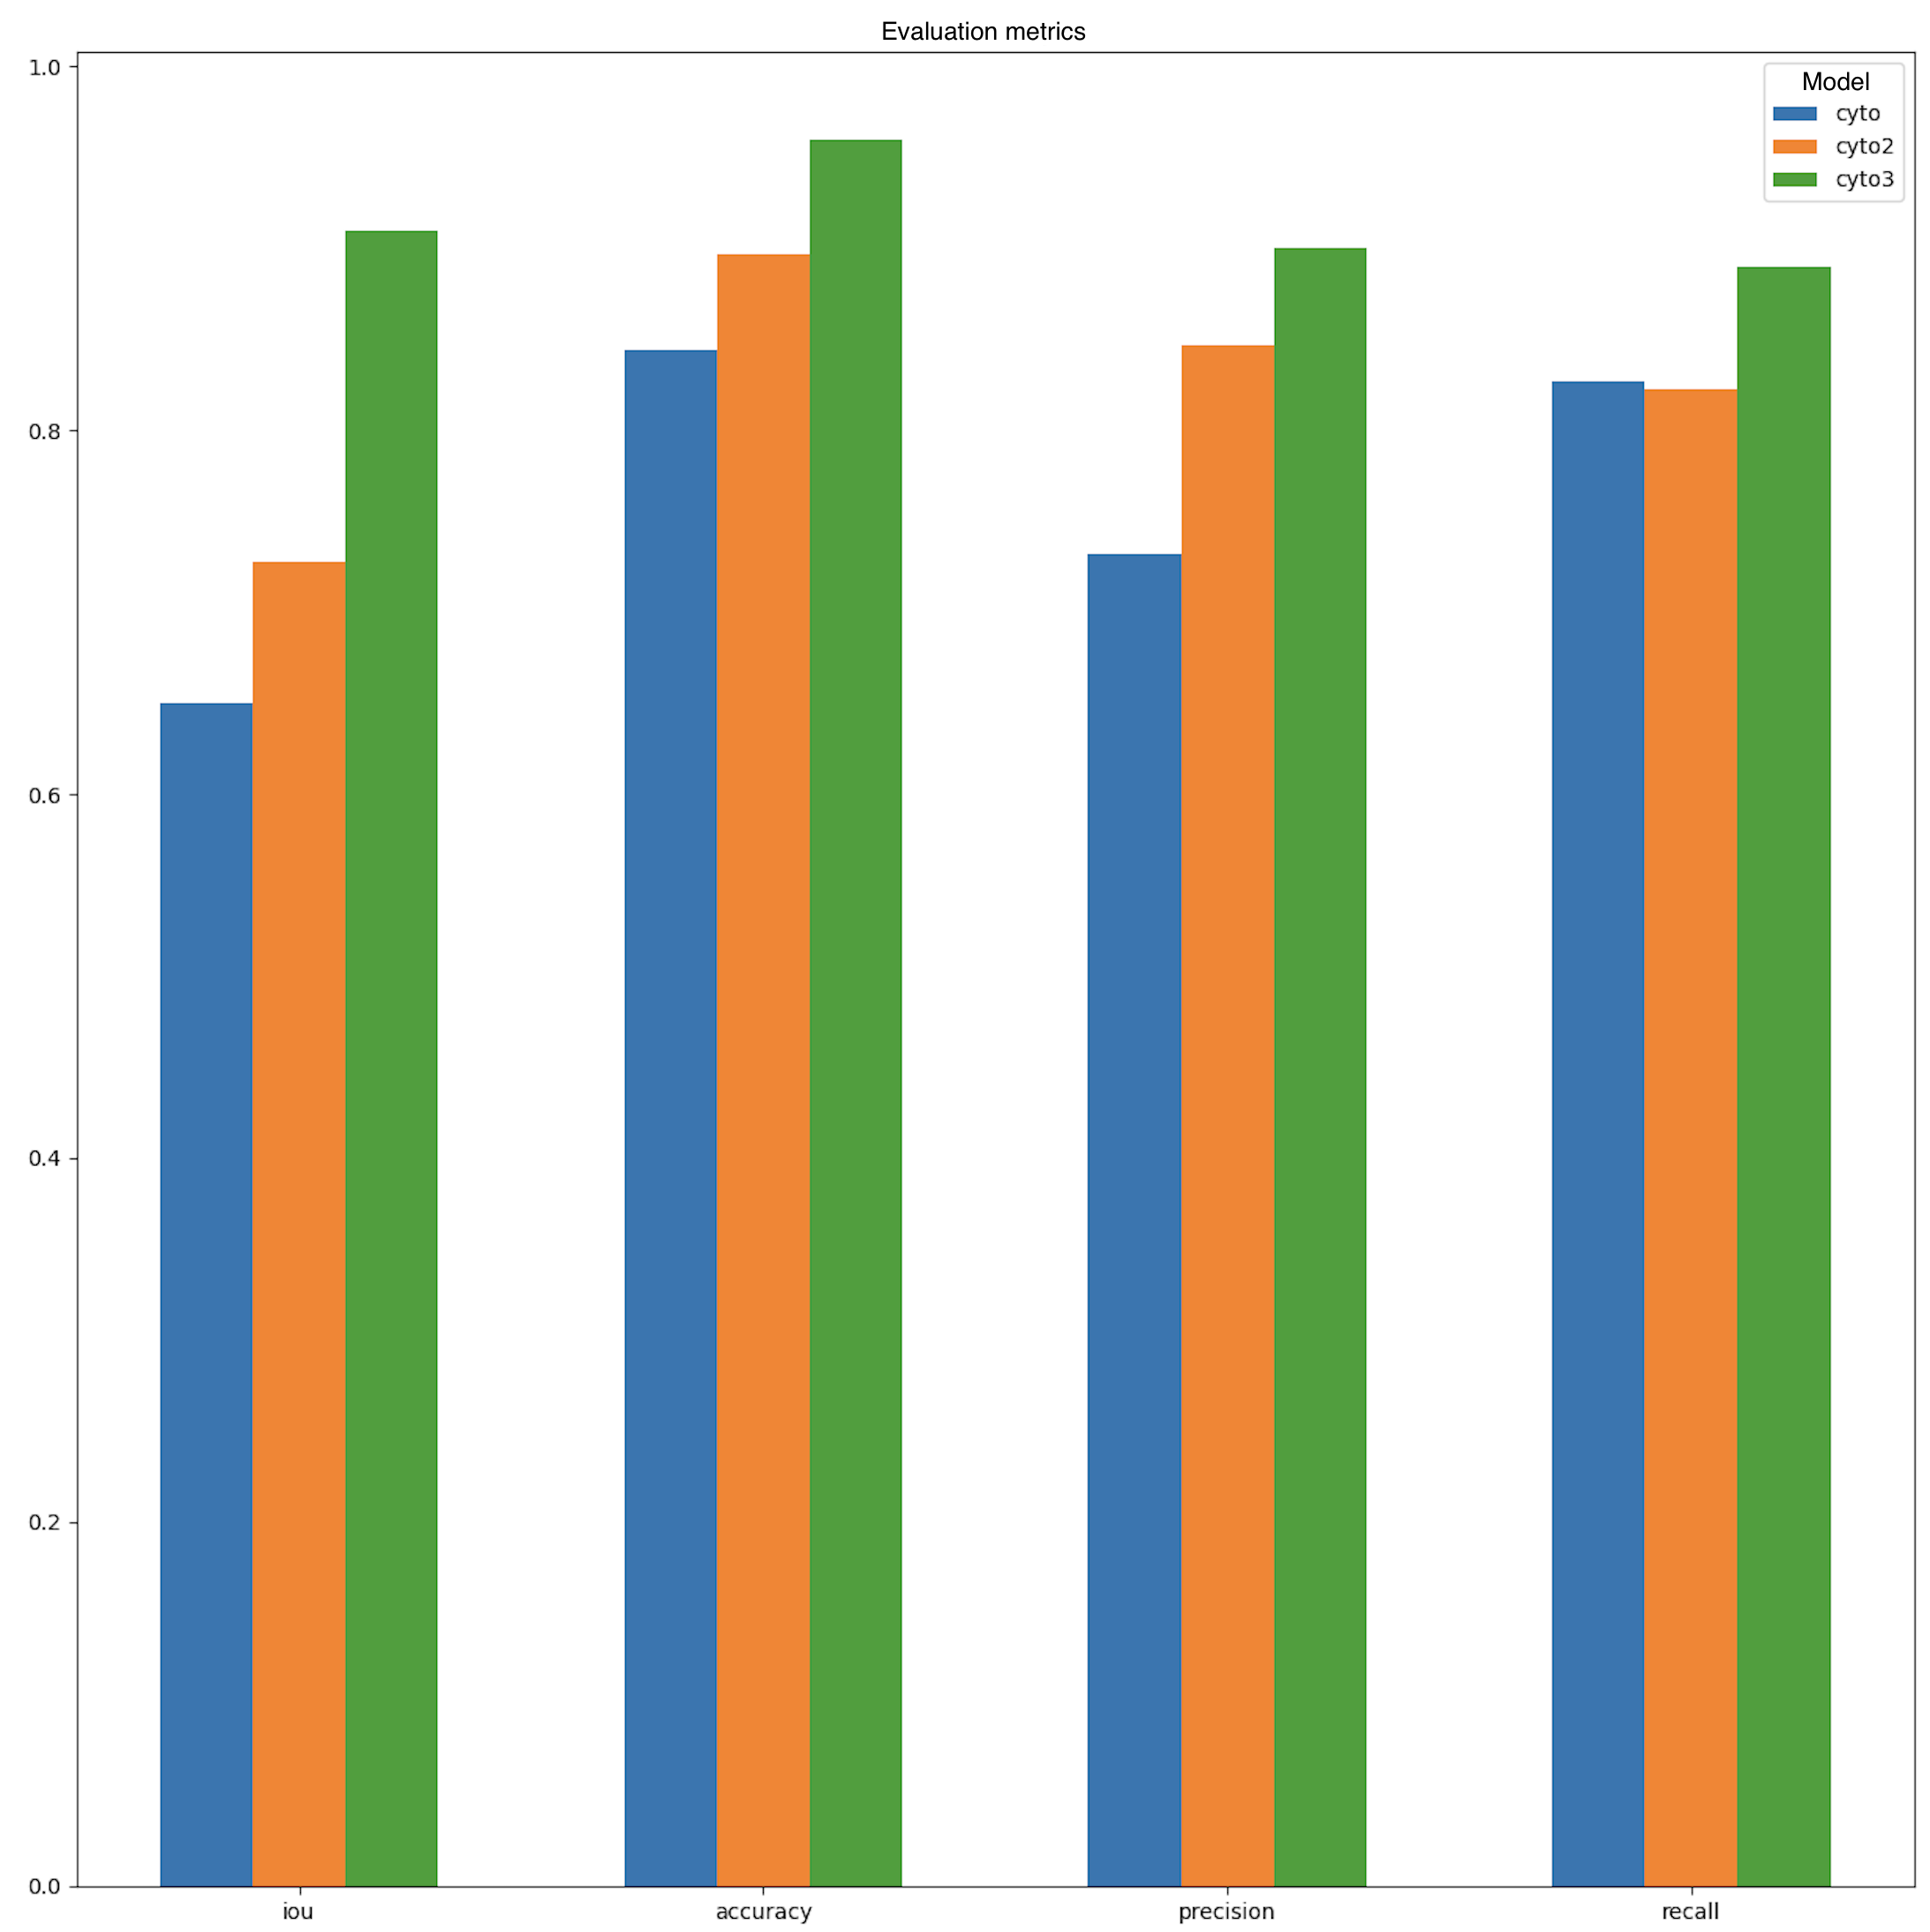 Evaluation metrics
1.0
0.8
0.6
0.4
0.2
0.0
Model
cyto
cyto2
cyto3
iou
accuracy
precision
recall